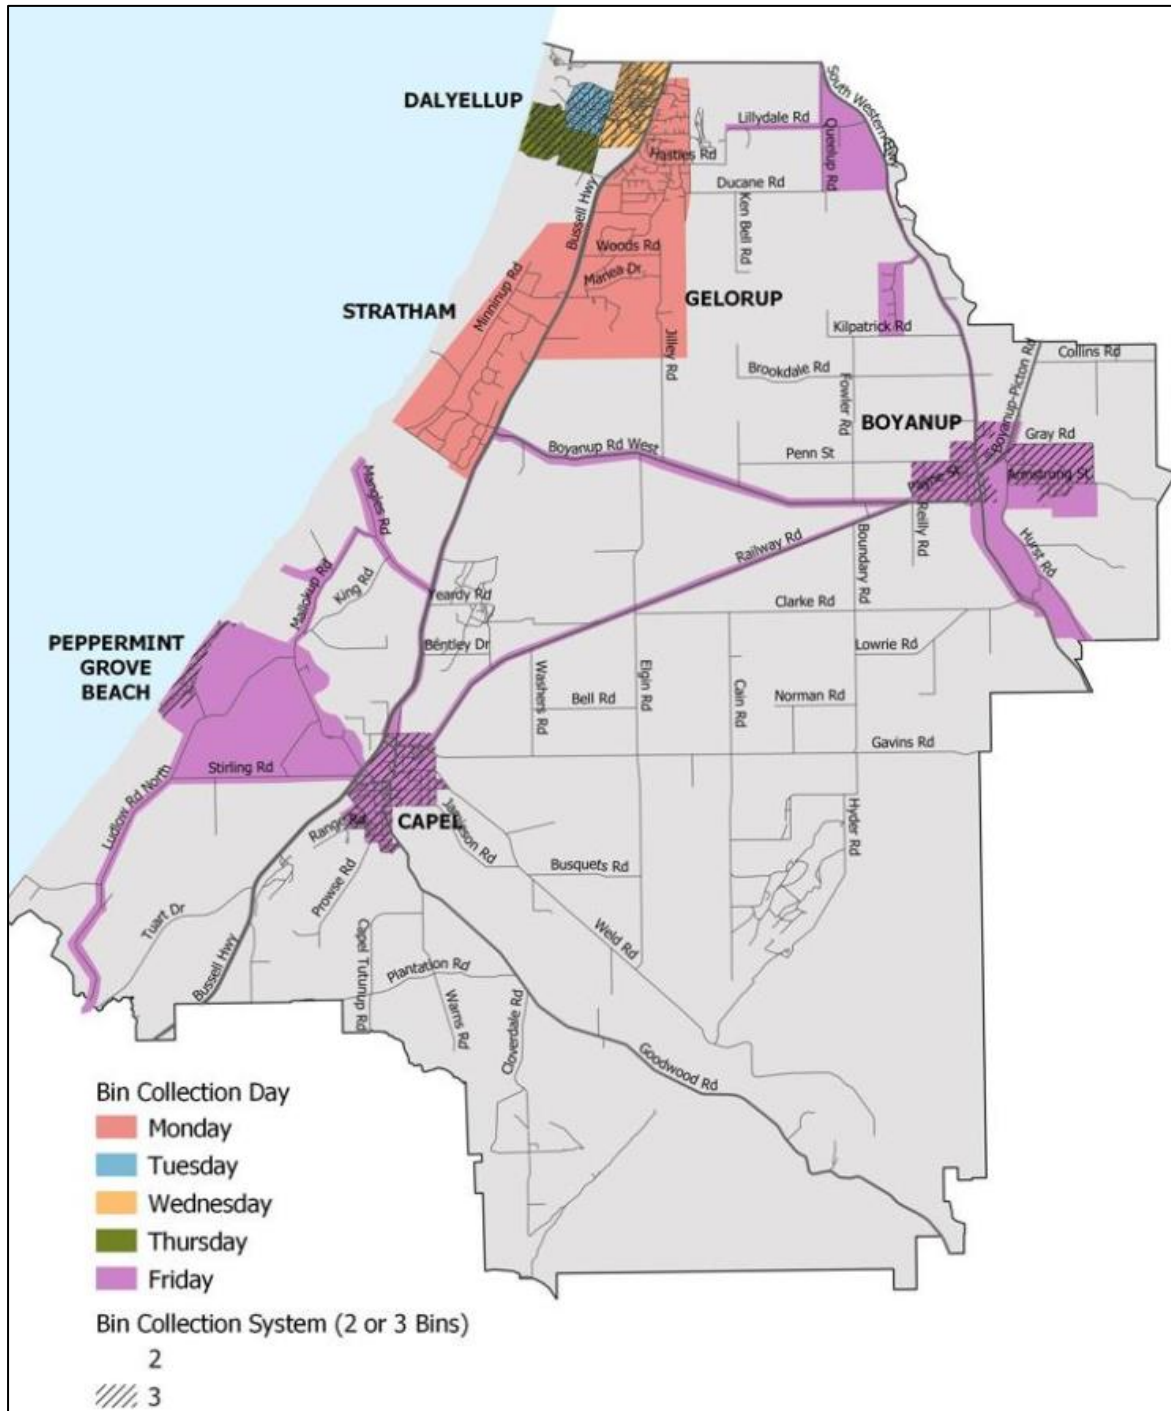 DALYELLUP
South Western Hwy
Lillydale Rd
Queelup Rd
Hasties Rd
Ducane Rd
Bussell Hwy
Ken Bell Rd
Woods Rd
Manea Dr
Minninup Rd
STRATHAM
GELORUP
Jilley Rd
Kilpatrick Rd
Boyanup-Picton Rd
Collins Rd
Brookdale Rd
Fowler Rd
BOYANUP
Gray Rd
Boyanup Rd West
Penn St
Payne St
Armstrong St
Mangles Rd
Reilly Rd
Railway Rd
Boundary Rd
Hurst Rd
Mallokup Rd
King Rd
Yeardy Rd
Clarke Rd
PEPPERMINT
GROVE
BEACH
Bentley Dr
Lowrie Rd
Washers Rd
Elgin Rd
Cain Rd
Bell Rd
Norman Rd
Gavins Rd
Stirling Rd
Ludlow Rd North
Range Rd
CAPEL
Jamieson Rd
Hyder Rd
Busquets Rd
Prowse Rd
Tuart Dr
Weld Rd
Capel Tutunup Rd
Bussell Hwy
Plantation Rd
Warns Rd
Cloverdale Rd
Goodwood Rd
Bin Collection Day
Monday
Tuesday
Wednesday
Thursday
Friday
Bin Collection System (2 or 3 Bins)
2
3